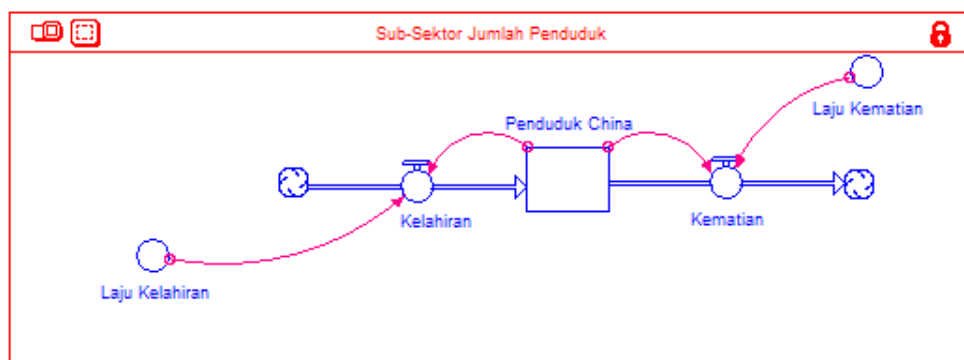 Sub-Sektor Jumlah Penduduk
Laju Kematian
Penduduk China
Kelahiran
Kematian
Laju Kelahiran